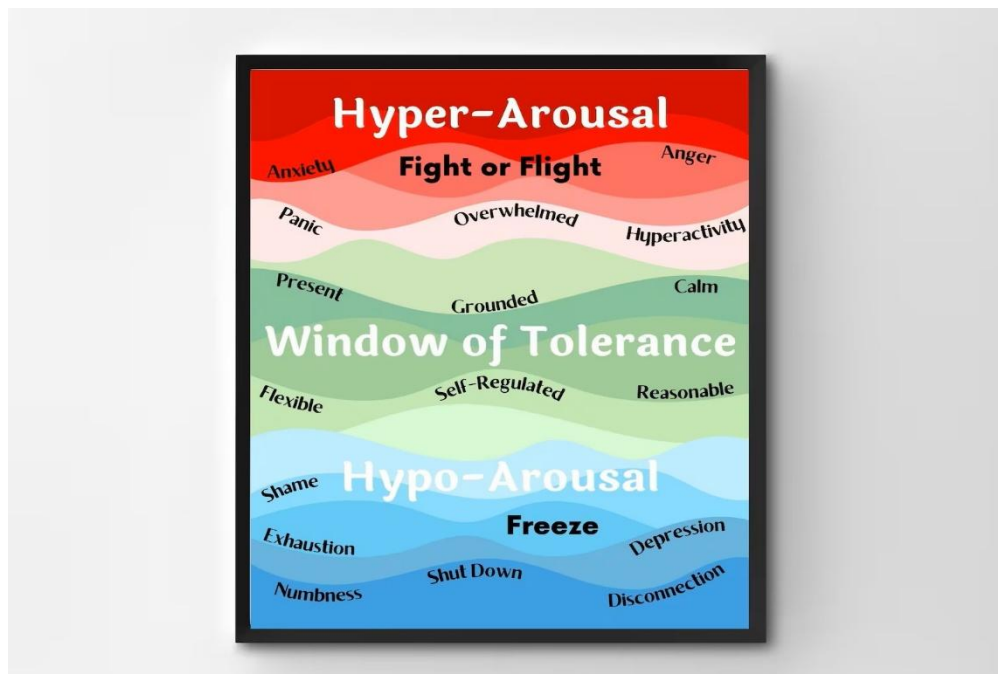 Hyper-Arousal
Anxiety
Fight or Flight
Anger
Panic
Overwhelmed
Hyperactivity
Present
Grounded
Calm
Window of Tolerance
Flexible
Self-Regulated
Reasonable
Hypo-Arousal
Shame
Freeze
Exhaustion
Depression
Shut Down
Numbness
Disconnection